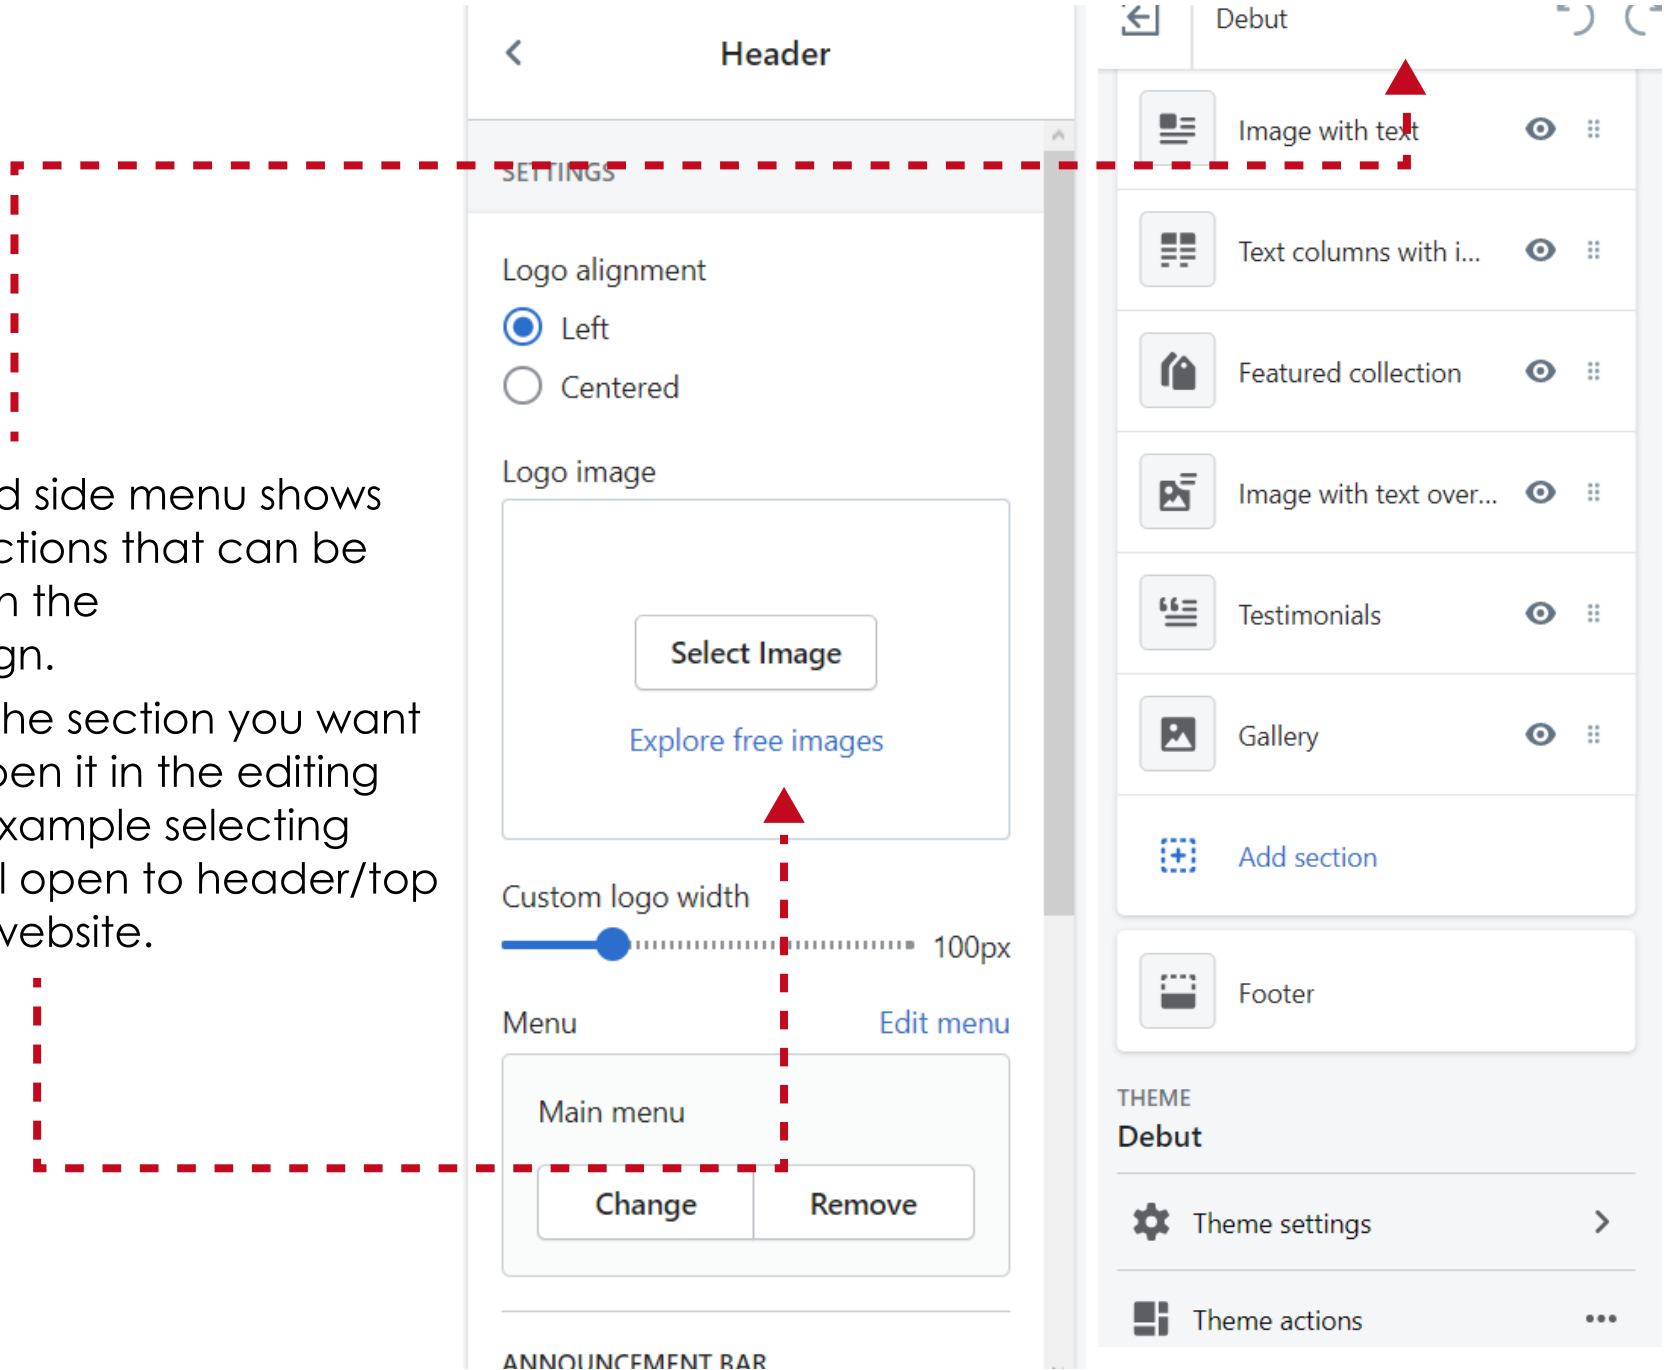 d side menu shows
ctions that can be
n the
gn.
he section you want
pen it in the editing
xample selecting
l open to header/top
website.
Header
SETTINGS
Logo alignment
Left
Centered
Logo image
Select Image
Explore free images
Custom logo width
100px
Menu Edit menu
Main menu
Change Remove
ANNOUNCEMENT BAR
Debut
Image with text
Text columns with i...
Featured collection
Image with text over...
Testimonials
Gallery
Add section
Footer
THEME
Debut
Theme settings
Theme actions